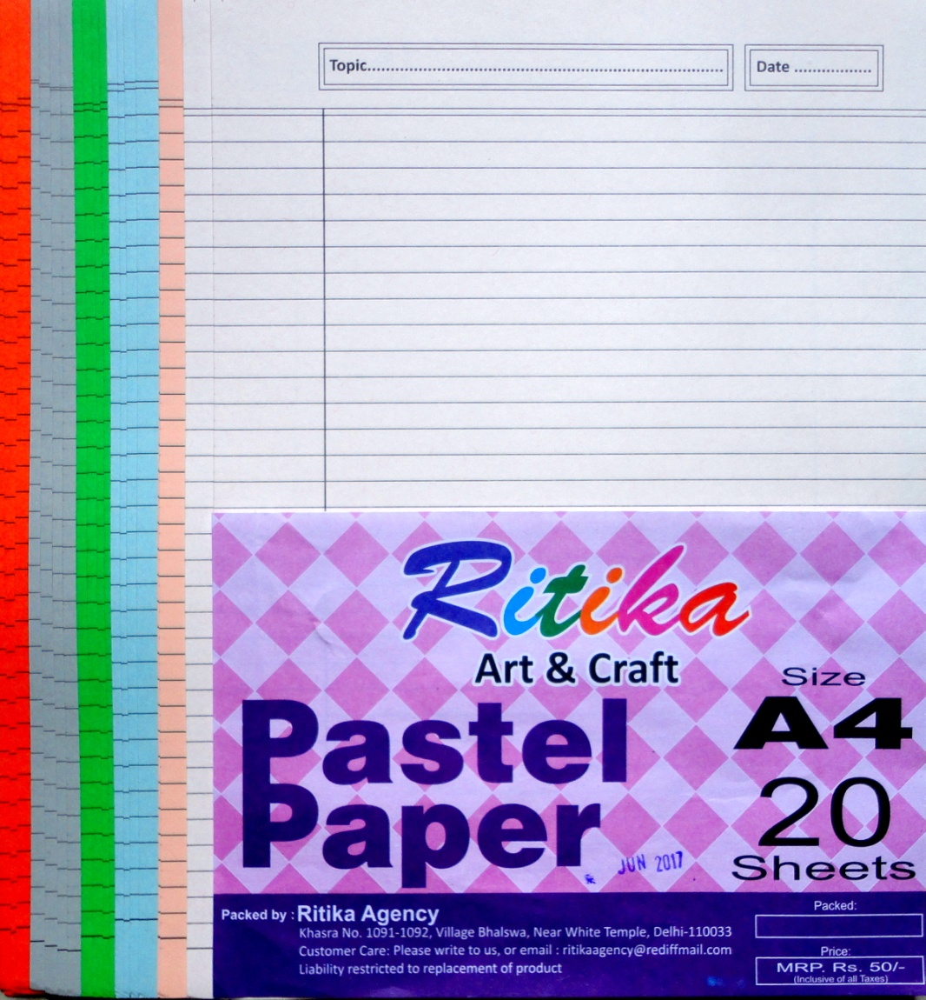 Topic............................................................................
Date .................
Ritika
Art & Craft
Pastel
Paper
Size
A4
20
Sheets
JUN 2017
Packed by : Ritika Agency
Khasra No. 1091-1092, Village Bhalswa, Near White Temple, Delhi-110033
Customer Care: Please write to us, or email : ritikaagency@rediffmail.com
Liability restricted to replacement of product
Packed:
Price:
MRP. Rs. 50/-
(Inclusive of all Taxes)